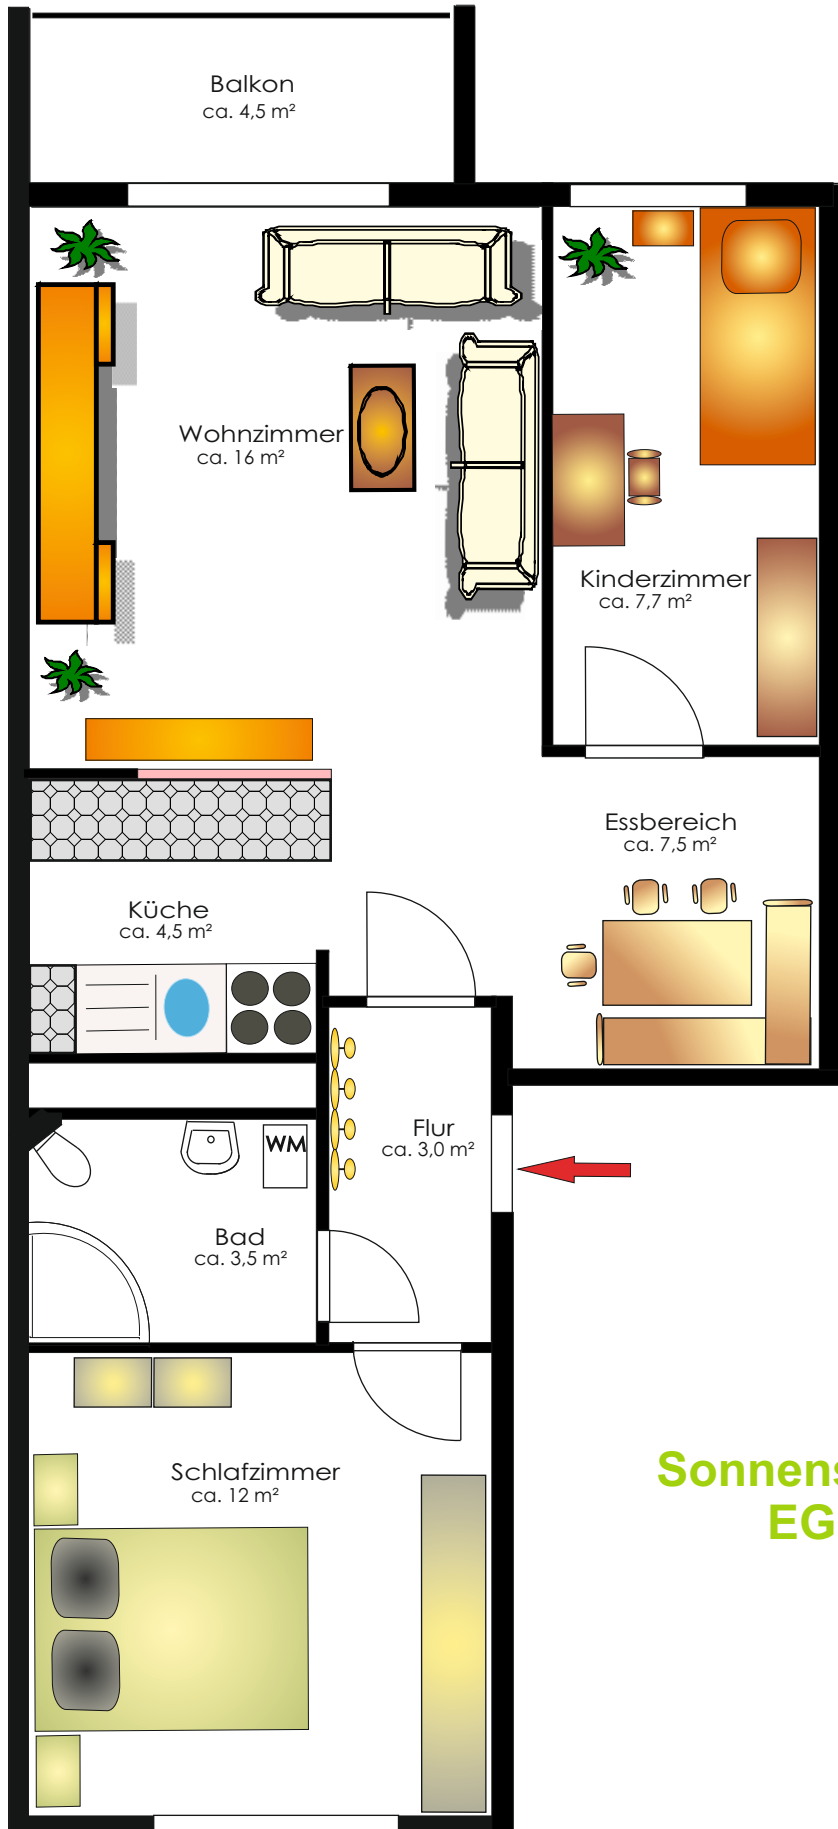 Balkon
ca. 4,5 m²
Wohnzimmer
ca. 16 m²
Kinderzimmer
ca. 7,7 m²
Essbereich
ca. 7,5 m²
Küche
ca. 4,5 m²
Flur
ca. 3,0 m²
WM
Bad
ca. 3,5 m²
Schlafzimmer
ca. 12 m²
EG